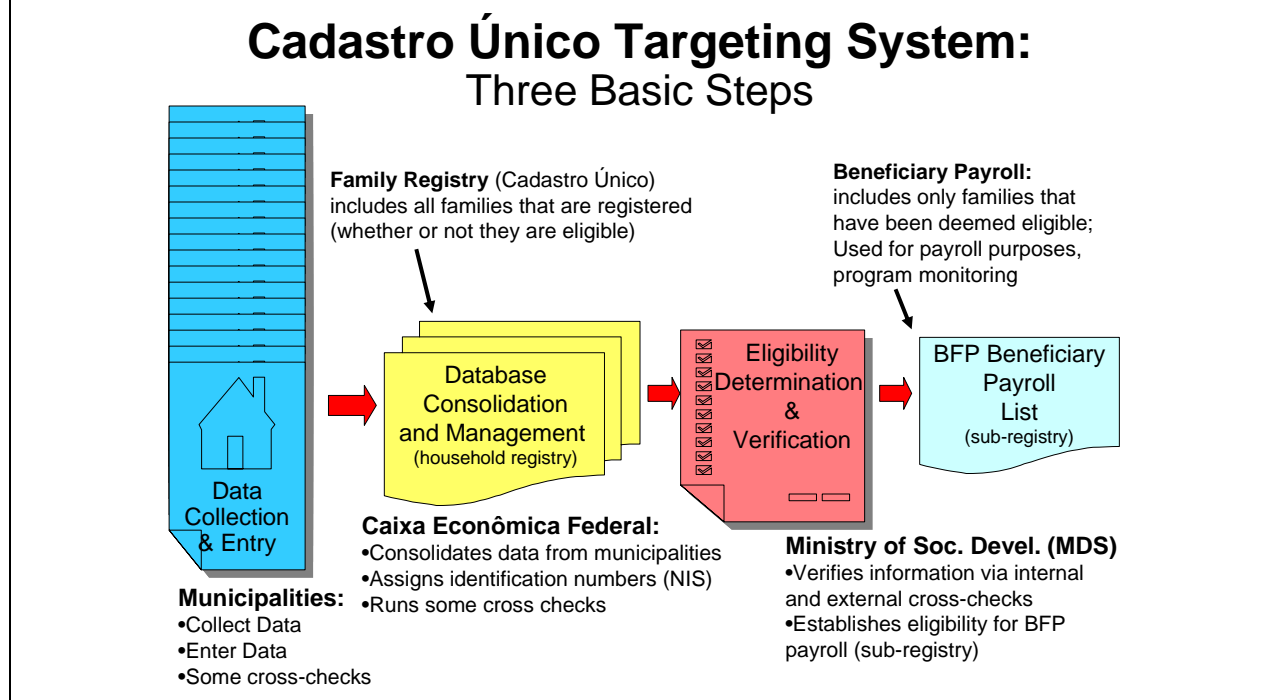 Cadastro Único Targeting System:
Three Basic Steps
Family Registry (Cadastro Único)
includes all families that are registered
(whether or not they are eligible)
Beneficiary Payroll:
includes only families that
have been deemed eligible;
Used for payroll purposes,
program monitoring
Data
Collection
& Entry
Database
Consolidation
and Management
(household registry)
Eligibility
Determination
&
Verification
BFP Beneficiary
Payroll
List
(sub-registry)
Municipalities:
•Collect Data
•Enter Data
•Some cross-checks
Caixa Econômica Federal:
•Consolidates data from municipalities
•Assigns identification numbers (NIS)
•Runs some cross checks
Ministry of Soc. Devel. (MDS)
•Verifies information via internal
and external cross-checks
•Establishes eligibility for BFP
payroll (sub-registry)